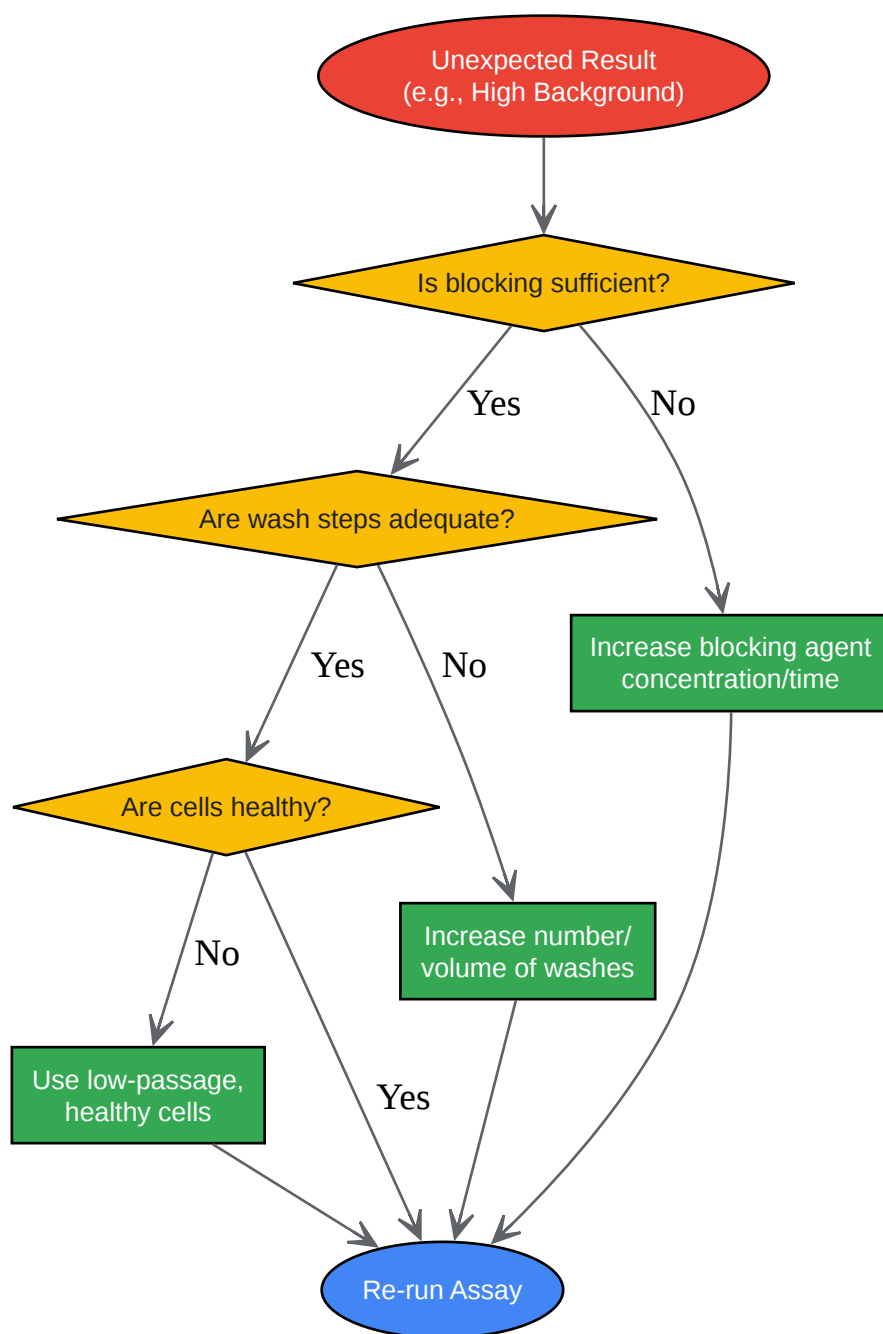 Unexpected Result
(e.g., High Background)
Is blocking sufficient?
Yes
No
Are wash steps adequate?
Increase blocking agent
concentration/time
Yes
No
Are cells healthy?
Increase number/
volume of washes
No
Use low-passage,
healthy cells
Yes
Re-run Assay